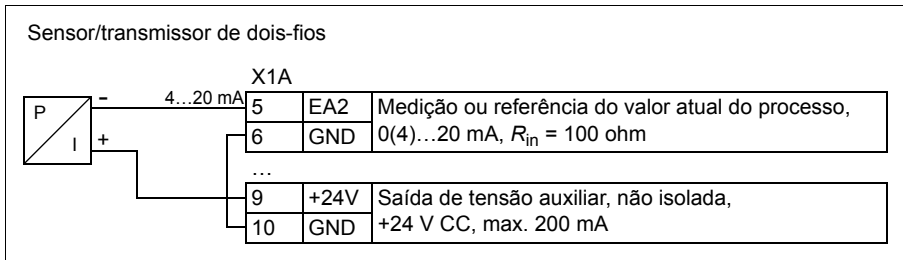 Sensor/transmissor de dois-fios
X1A
P
I
-
+
4…20 mA
5 EA2 Medição ou referência do valor atual do processo,
6 GND 0(4)…20 mA, Rin = 100 ohm
…
9 +24V Saída de tensão auxiliar, não isolada,
10 GND +24 V CC, max. 200 mA